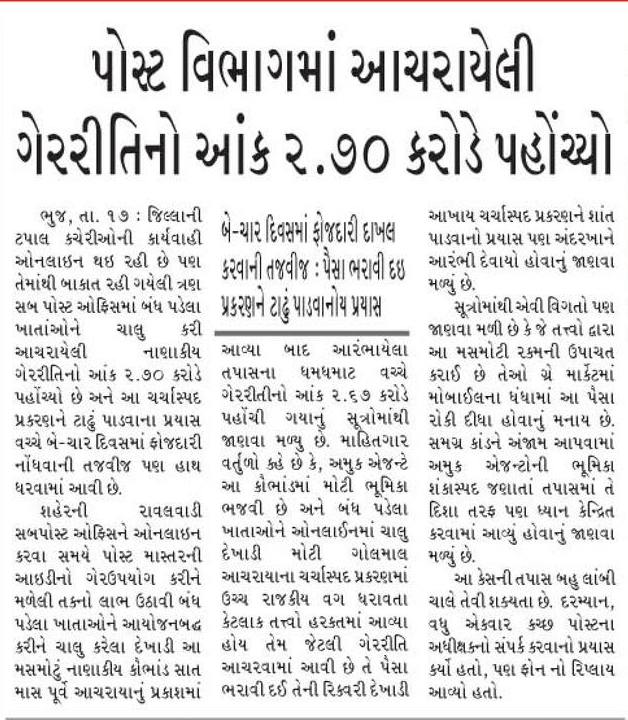 પોસ્ટ વિભાગમાં આચરાયેલી
ગેરરીતિનો આંક ૨.૭૦ કરોડે પહોંચ્યો
ભુજ, તા. ૧૭ : જિલ્લાની
ટપાલ કચેરીઓની કાર્યવાહી
ઓનલાઇન થઇ રહી છે પણ
તેમાંથી બાકાત રહી ગયેલી ત્રણ
સબ પોસ્ટ ઓફિસમાં બંધ પડેલા
ખાતાંઓને ચાલુ કરી
આચરાયેલી નાણાકીય
ગેરરીતિનો આંક ૨.૭૦ કરોડે
પહોંચ્યો છે અને આ ચર્ચાસ્પદ
પ્રકરણને ટાઢું પાડવાના પ્રયાસ
વચ્ચે બે-ચાર દિવસમાં ફોજદારી
નોંધવાની તજવીજ પણ હાથ
ધરવામાં આવી છે.
શહેરની રાવલવાડી
સબપોસ્ટ ઓફિસને ઓનલાઇન
કરવા સમયે પોસ્ટ માસ્તરની
આઇડીનો ગેરઉપયોગ કરીને
મળેલી તકનો લાભ ઉઠાવી બંધ
પડેલા ખાતાઓને આયોજનબદ્ધ
કરીને ચાલુ કરેલા દેખાડી આ
મસમોટું નાણાકીય કૌભાંડ સાત
માસ પૂર્વે આચરાયાનું પ્રકાશમાં
બે-ચાર દિવસમાં ફોજદારી દાખલ
કરવાની તજવીજ : પૈસા ભરાવી દઇ
પ્રકરણને ટાઢું પાડવાનોય પ્રયાસ
આવ્યા બાદ આરંભાયેલા
તપાસના ધમધમાટ વચ્ચે
ગેરરીતીનો આંક ૨.૬૭ કરોડે
પહોંચી ગયાનું સૂત્રોમાંથી
જાણવા મળ્યુ છે. માહિતગાર
વર્તુળો કહે છે કે, અમુક એજન્ટે
આ કૌભાંડમાં મોટી ભૂમિકા
ભજવી છે અને બંધ પડેલા
ખાતાઓને ઓનલાઈનમાં ચાલુ
દેખાડી મોટી ગોલમાલ
આચરાયાના ચર્ચાસ્પદ પ્રકરણમાં
ઉચ્ચ રાજકીય વગ ધરાવતા
કેટલાક તત્ત્વો હરકતમાં આવ્યા
હોય તેમ જેટલી ગેરરીતિ
આચરવામાં આવી છે તે પૈસા
ભરાવી દઈ તેની રિકવરી દેખાડી
આખાય ચર્ચાસ્પદ પ્રકરણને શાંત
પાડવાનો પ્રયાસ પણ અંદરખાને
આરંભી દેવાયો હોવાનું જાણવા
મળ્યું છે.
સૂત્રોમાંથી એવી વિગતો પણ
જાણવા મળી છે કે જે તત્ત્વો દ્વારા
આ મસમોટી રકમની ઉપાચત
કરાઈ છે તેઓ ગ્રે માર્કેટમાં
મોબાઈલના ધંધામાં આ પૈસા
રોકી દીધા હોવાનું મનાય છે.
સમગ્ર કાંડને અંજામ આપવામાં
અમુક એજન્ટોની ભૂમિકા
શંકાસ્પદ જણાતાં તપાસમાં તે
દિશા તરફ પણ ધ્યાન કેન્દ્રિત
કરવામાં આવ્યું હોવાનું જાણવા
મળ્યું છે.
આ કેસની તપાસ બહુ લાંબી
ચાલે તેવી શક્યતા છે. દરમ્યાન,
વધુ એકવાર કચ્છ પોસ્ટના
અધીક્ષકનો સંપર્ક કરવાનો પ્રયાસ
કર્યો હતો, પણ ફોન નો રિપ્લાય
આવ્યો હતો.